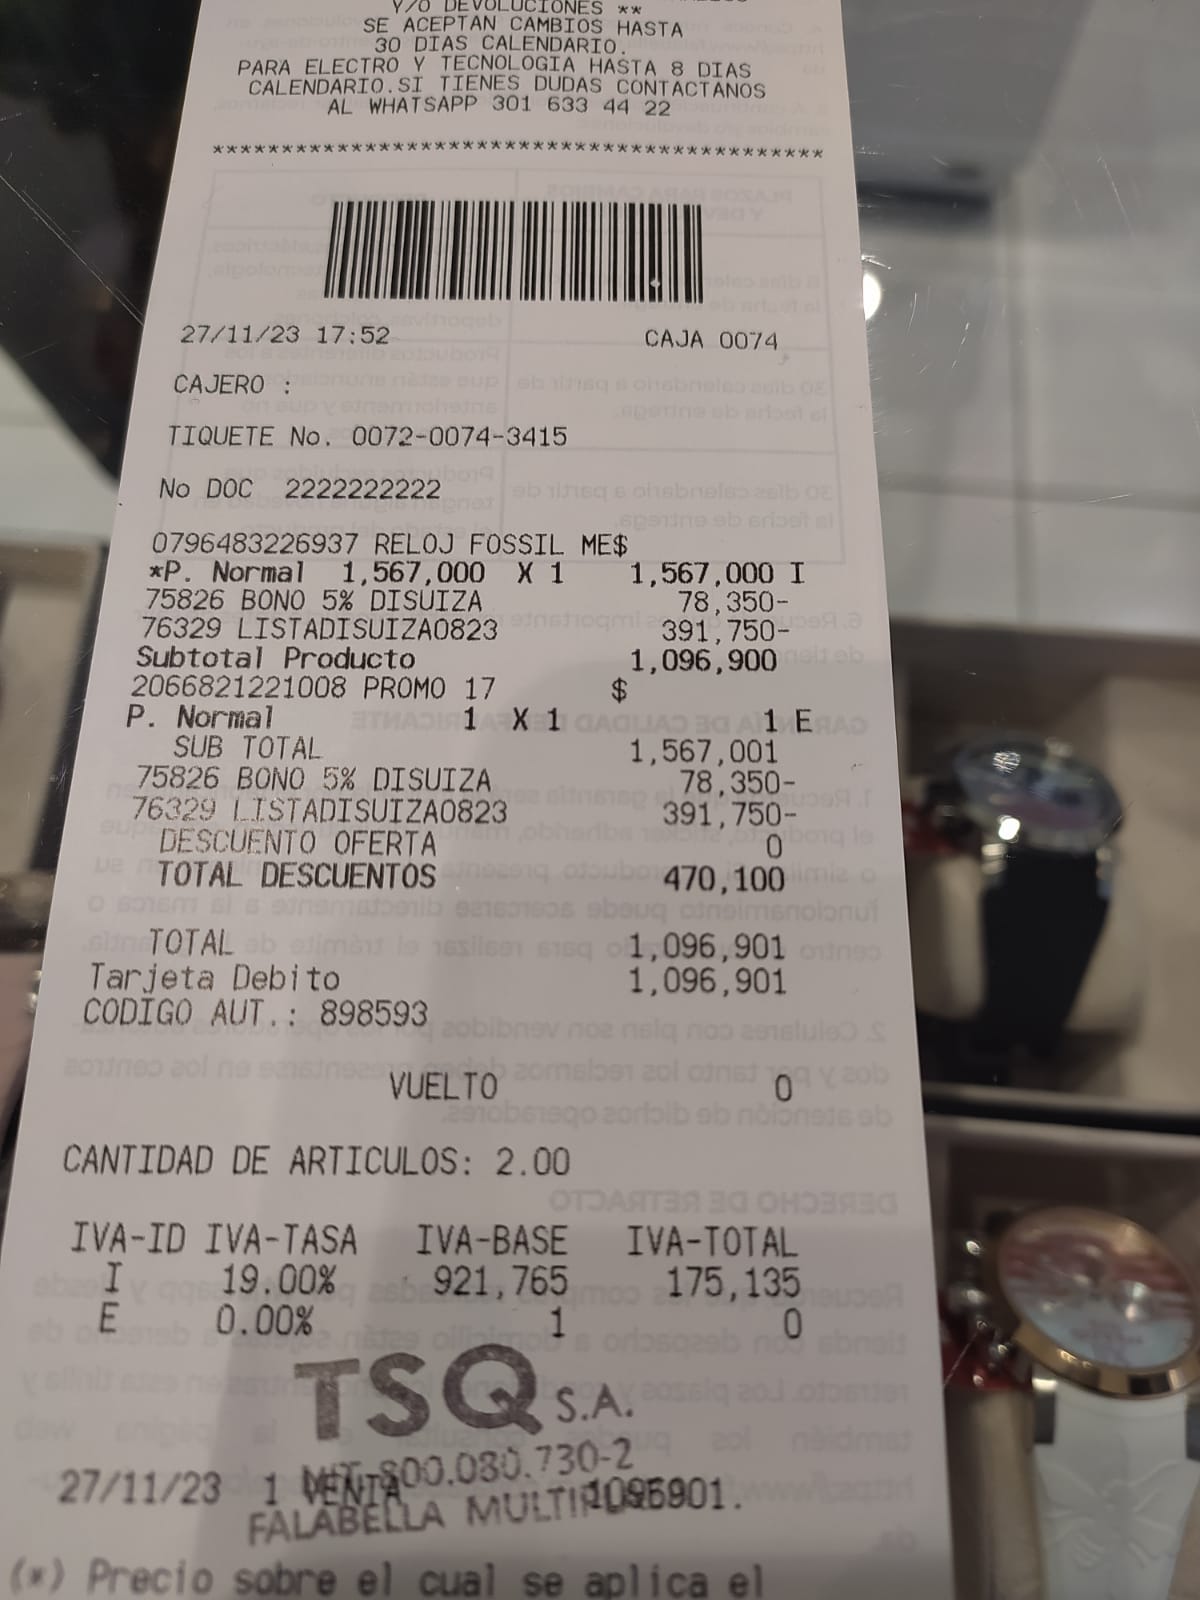 Y/O DEVOLUCIONES **
SE ACEPTAN CAMBIOS HASTA
30 DIAS CALENDARIO.
PARA ELECTRO Y TECNOLOGIA HASTA 8 DIAS
CALENDARIO.SI TIENES DUDAS CONTACTANOS
AL WHATSAPP 301 633 44 22
********************************************
27/11/23 17:52 CAJA 0074
CAJERO :
TIQUETE No. 0072-0074-3415
No DOC 2222222222
0796483226937 RELOJ FOSSIL ME$
*P. Normal 1,567,000 X 1 1,567,000 I
75826 BONO 5% DISUIZA 78,350-
76329 LISTADISUIZA0823 391,750-
Subtotal Producto 1,096,900
2066821221008 PROMO 17 $
P. Normal 1 X 1 1 E
SUB TOTAL 1,567,001
75826 BONO 5% DISUIZA 78,350-
76329 LISTADISUIZA0823 391,750-
DESCUENTO OFERTA 0
TOTAL DESCUENTOS 470,100
TOTAL 1,096,901
Tarjeta Debito 1,096,901
CODIGO AUT.: 898593
VUELTO 0
CANTIDAD DE ARTICULOS: 2.00
IVA-ID IVA-TASA IVA-BASE IVA-TOTAL
I 19.00% 921,765 175,135
E 0.00% 1 0
TSQ S.A.
NIT. 800.080.730-2
27/11/23 1 VENTA 1096901.
FALABELLA
(*) Precio sobre el cual se aplica el